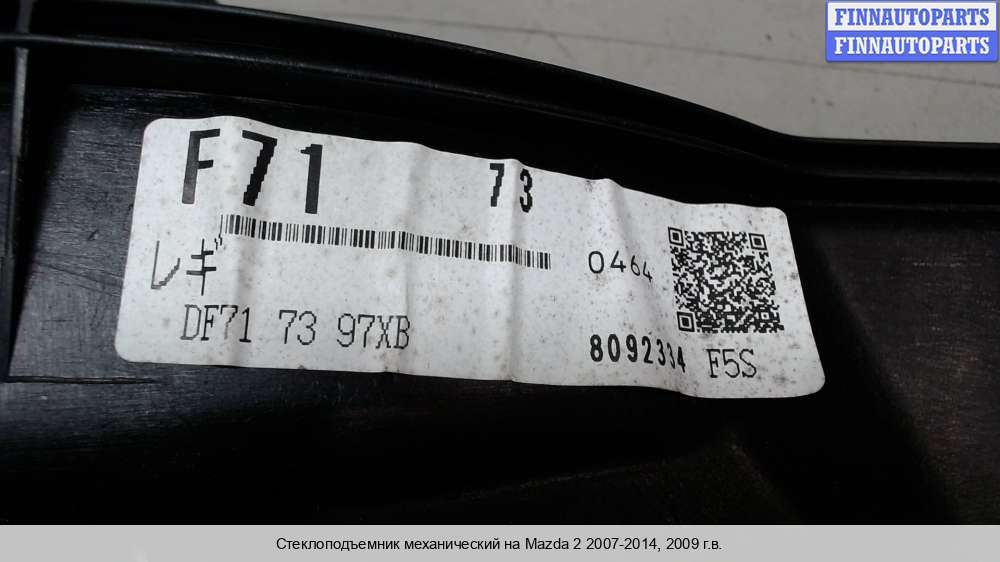 FINNAUTOPARTS
FINNAUTOPARTS
F71 73
0464
レギ
DF71 73 97XB
8092334 F5S
Стеклоподъемник механический на Mazda 2 2007-2014, 2009 г.в.